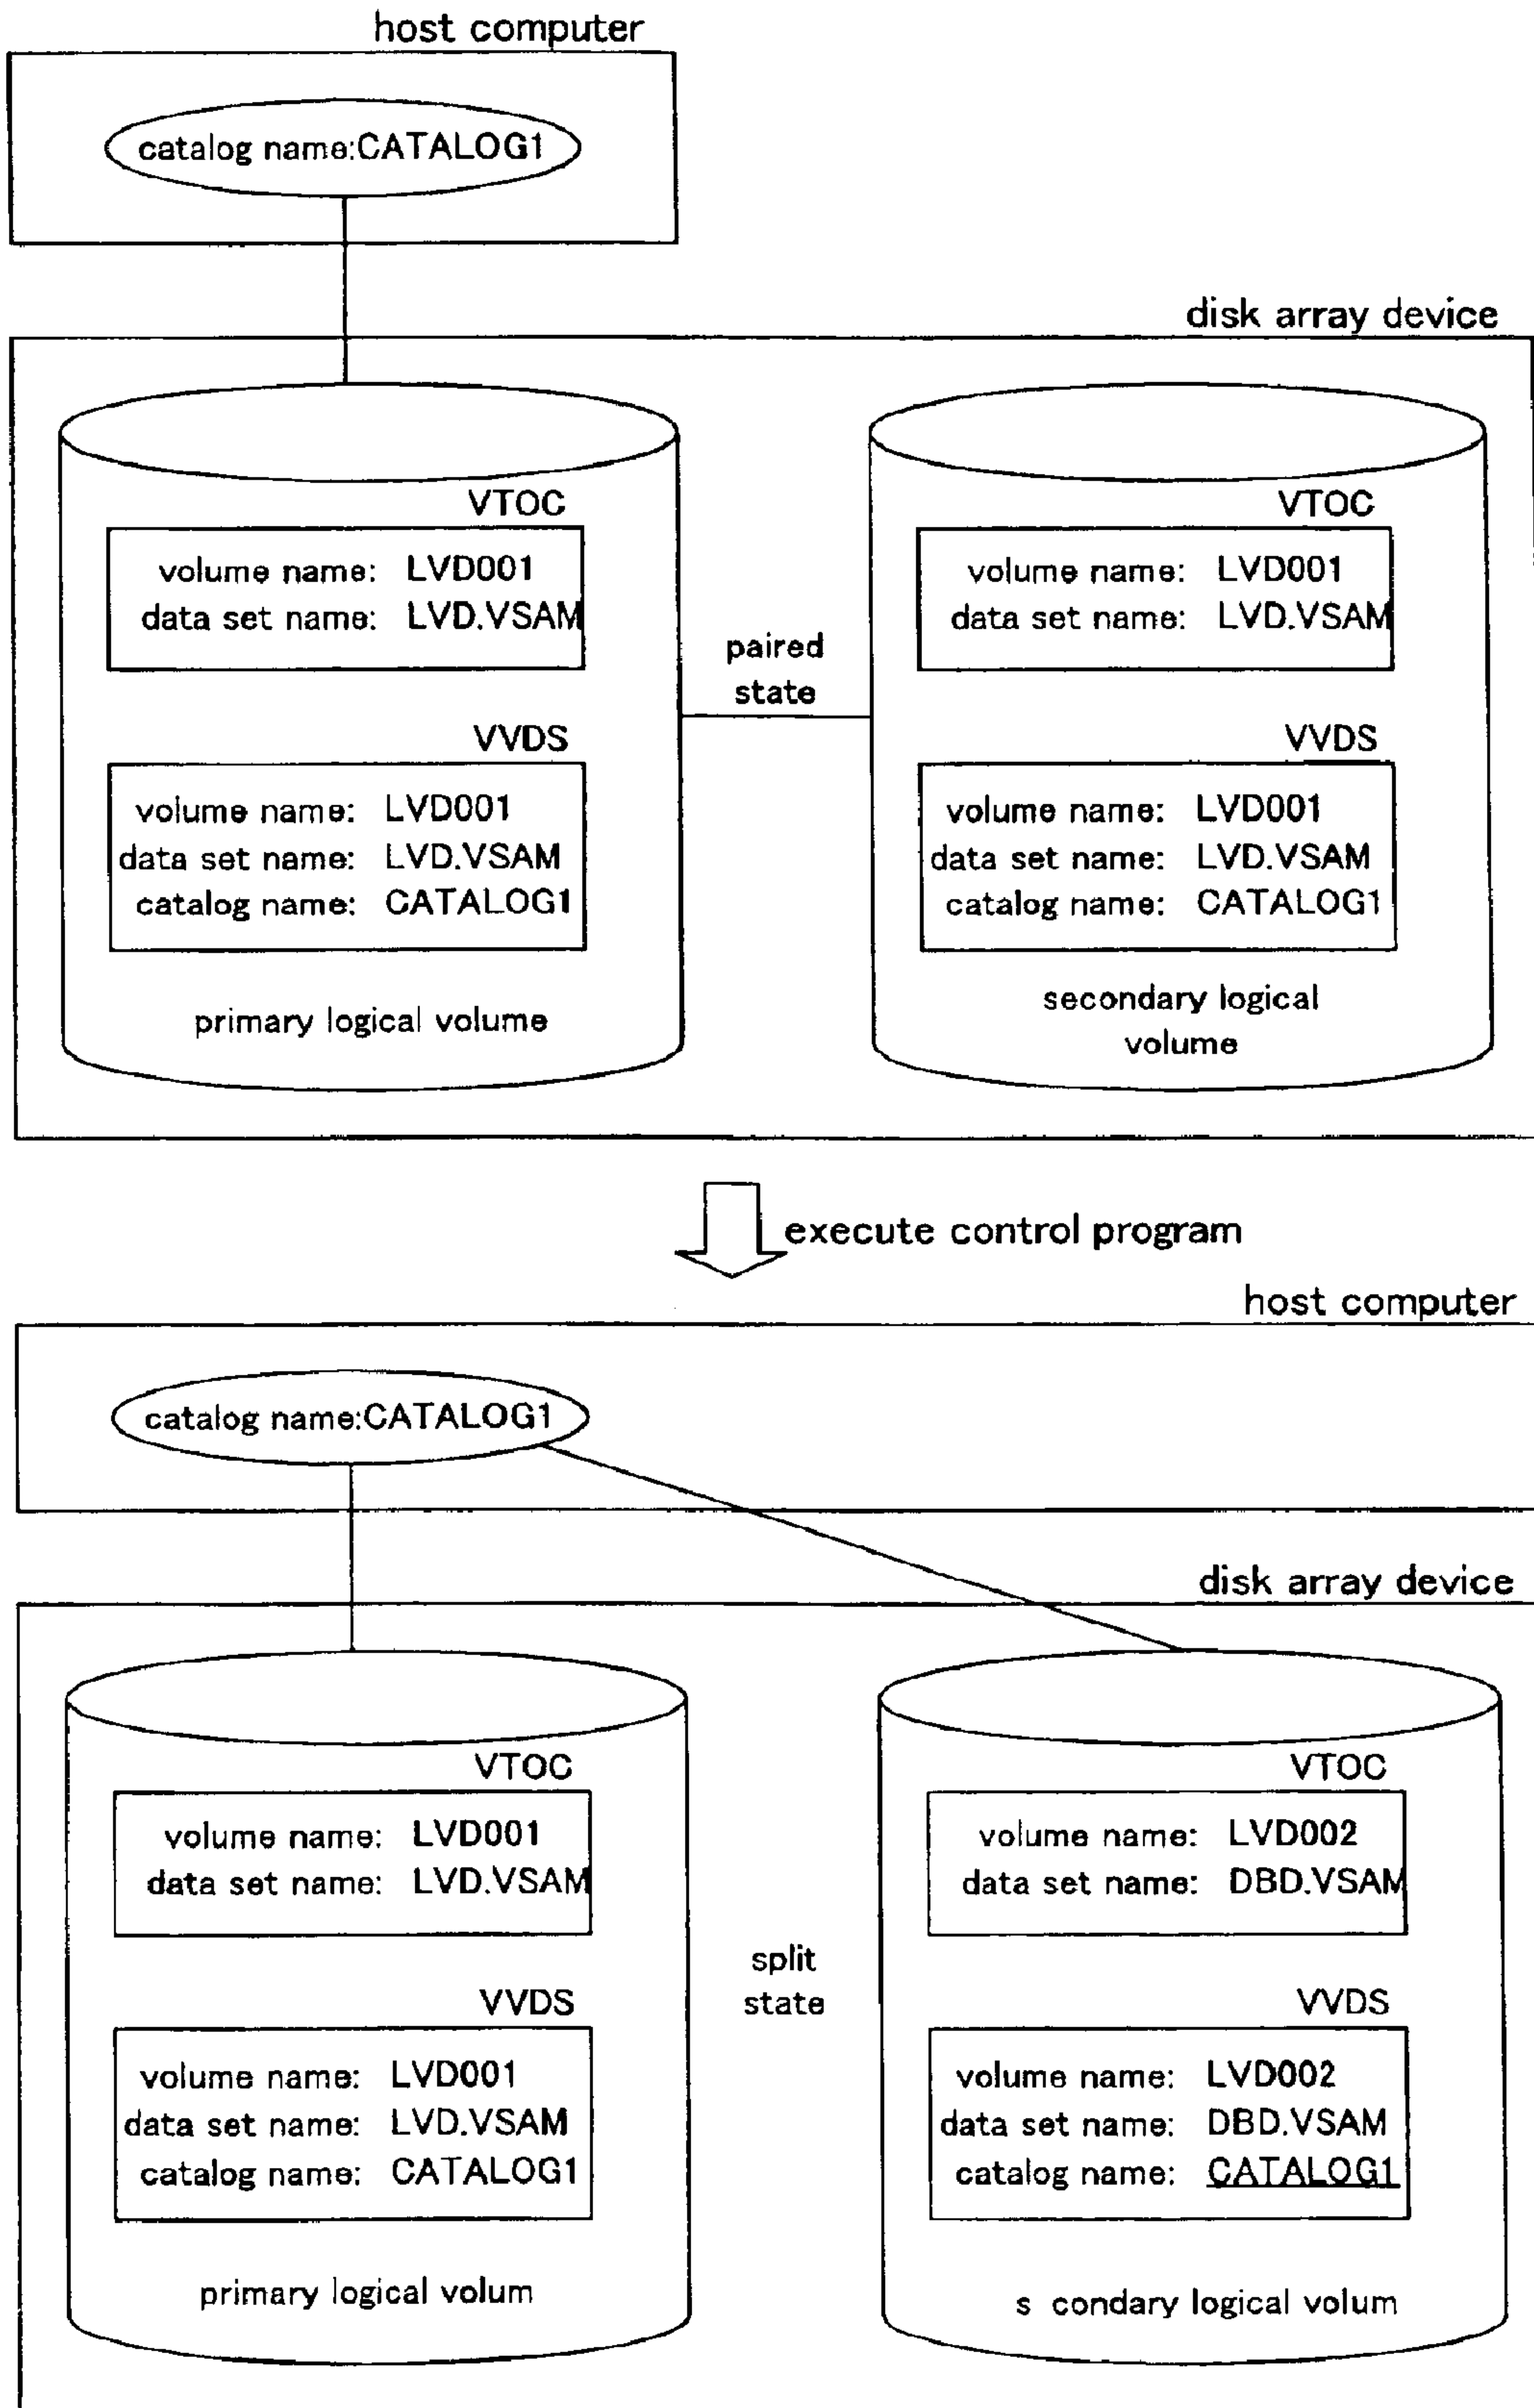 host computer
catalog name:CATALOG1
disk array device
VTOC
volume name: LVD001
data set name: LVD.VSAM
VVDS
volume name: LVD001
data set name: LVD.VSAM
catalog name: CATALOG1
primary logical volume
paired
state
VTOC
volume name: LVD001
data set name: LVD.VSAM
VVDS
volume name: LVD001
data set name: LVD.VSAM
catalog name: CATALOG1
secondary logical
volume
execute control program
host computer
catalog name:CATALOG1
disk array device
VTOC
volume name: LVD001
data set name: LVD.VSAM
VVDS
volume name: LVD001
data set name: LVD.VSAM
catalog name: CATALOG1
primary logical volum
split
state
VTOC
volume name: LVD002
data set name: DBD.VSAM
VVDS
volume name: LVD002
data set name: DBD.VSAM
catalog name: CATALOG1
s condary logical volum